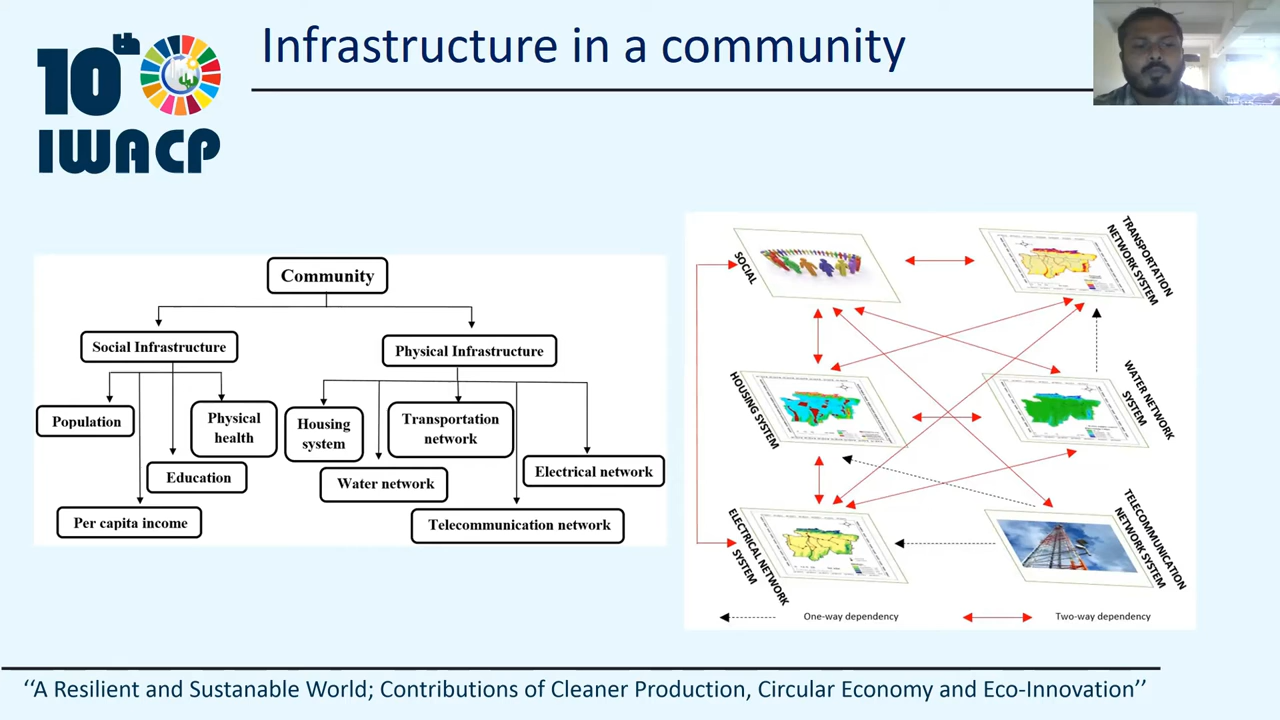 10th
IWACP
Infrastructure in a community
Community
Social Infrastructure
Physical Infrastructure
Population
Physical
health
Education
Per capita income
Housing
system
Transportation
network
Water network
Electrical network
Telecommunication network
SOCIAL
TRANSPORTATION
NETWORK SYSTEM
HOUSING SYSTEM
WATER NETWORK
SYSTEM
ELECTRICAL NETWORK
SYSTEM
TELECOMMUNICATION
NETWORK SYSTEM
One-way dependency
Two-way dependency
‘‘A Resilient and Sustanable World; Contributions of Cleaner Production, Circular Economy and Eco-Innovation’’